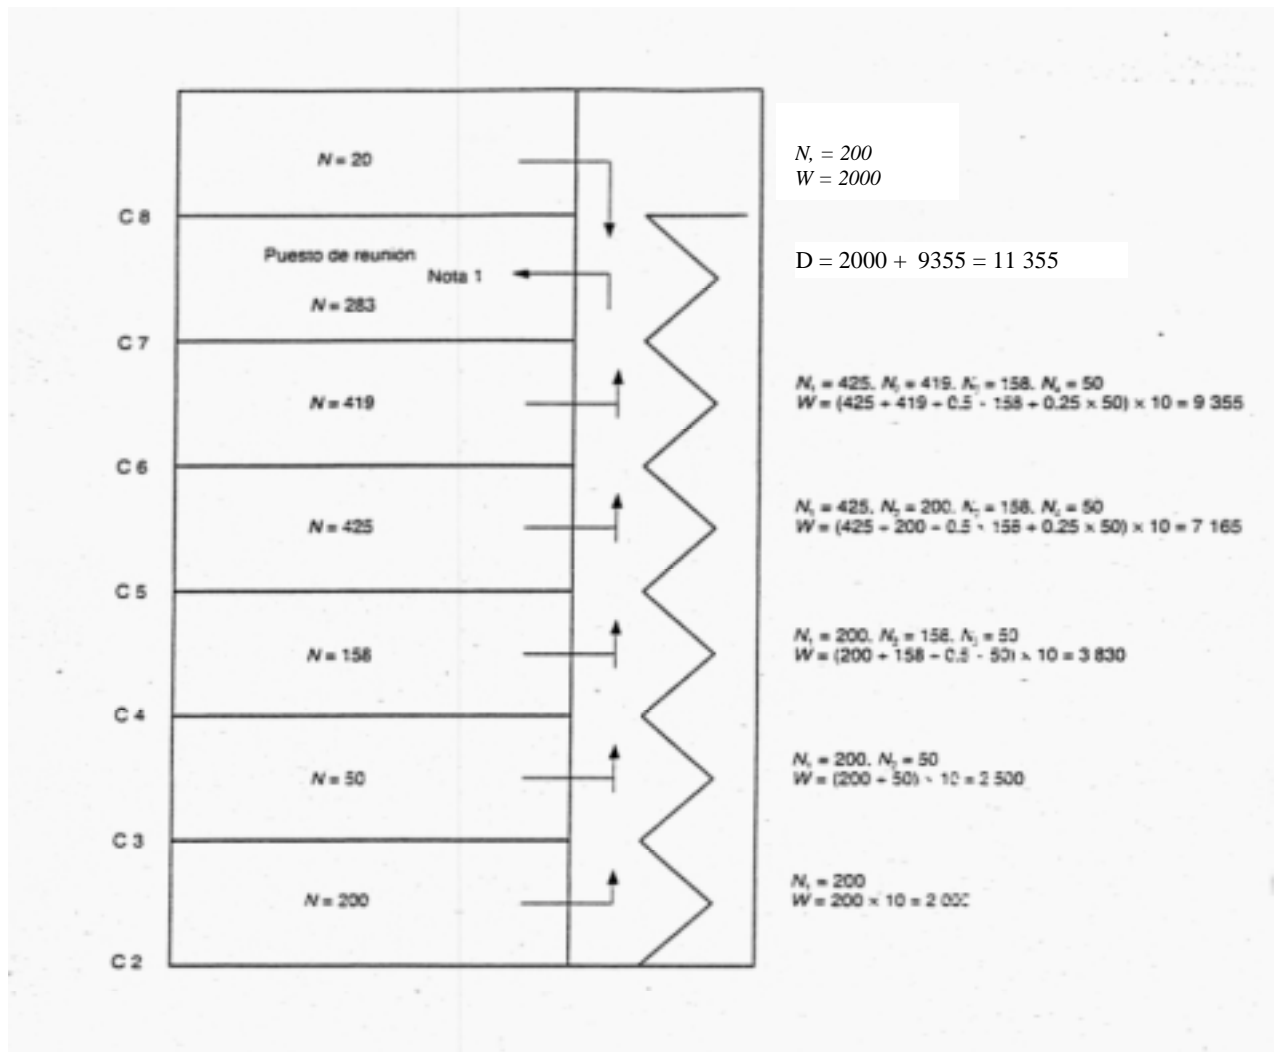 N = 20
N, = 200
W = 2000
C 8
Puesto de reunión
Nota 1
N = 283
D = 2000 + 9355 = 11 355
C 7
N = 419
N₁ = 425. N₂ = 419. N₃ = 158. N₄ = 50
W = (425 + 419 + 0.5 × 158 + 0.25 × 50) × 10 = 9 355
C 6
N = 425
N₁ = 425. N₂ = 200. N₃ = 158. N₄ = 50
W = (425 + 200 + 0.5 × 158 + 0.25 × 50) × 10 = 7 165
C 5
N = 158
N₁ = 200. N₂ = 158. N₃ = 50
W = (200 + 158 + 0.5 × 50) × 10 = 3 830
C 4
N = 50
N₁ = 200. N₂ = 50
W = (200 + 50) × 10 = 2 500
C 3
N = 200
N₁ = 200
W = 200 × 10 = 2 000
C 2